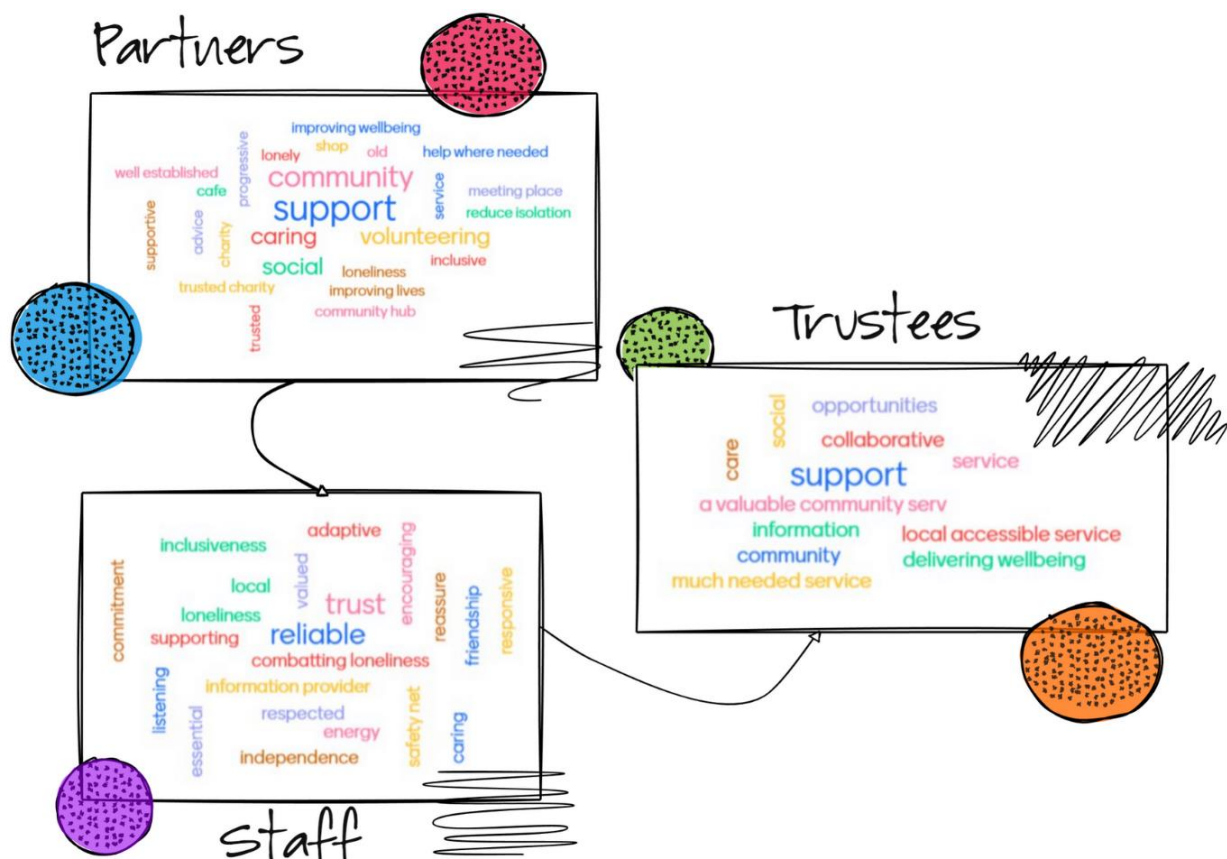 Partners
improving wellbeing
shop
old
lonely
help where needed
progressive
well established
community
cafe
service
meeting place
support
reduce isolation
supportive
advice
charity
caring
volunteering
inclusive
social
loneliness
trusted charity
improving lives
community hub
trusted
Trustees
social
opportunities
care
collaborative
service
support
a valuable community serv
information
local accessible service
community
delivering wellbeing
much needed service
adaptive
inclusiveness
encouraging
commitment
valued
local
trust
reassure
friendship
responsive
loneliness
supporting
reliable
combatting loneliness
listening
information provider
essential
respected
energy
safety net
caring
independence
Staff